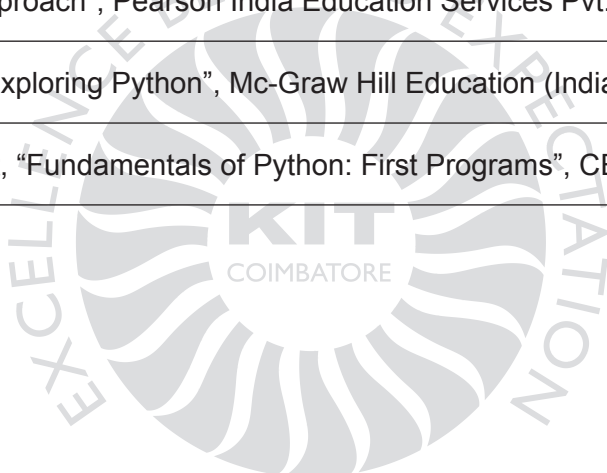 proach”, Pearson India Education Services Pvt.
xploring Python”, Mc-Graw Hill Education (India
, “Fundamentals of Python: First Programs”, CE
KIT
COIMBATORE
EXCELLENCE
EXPECTATION